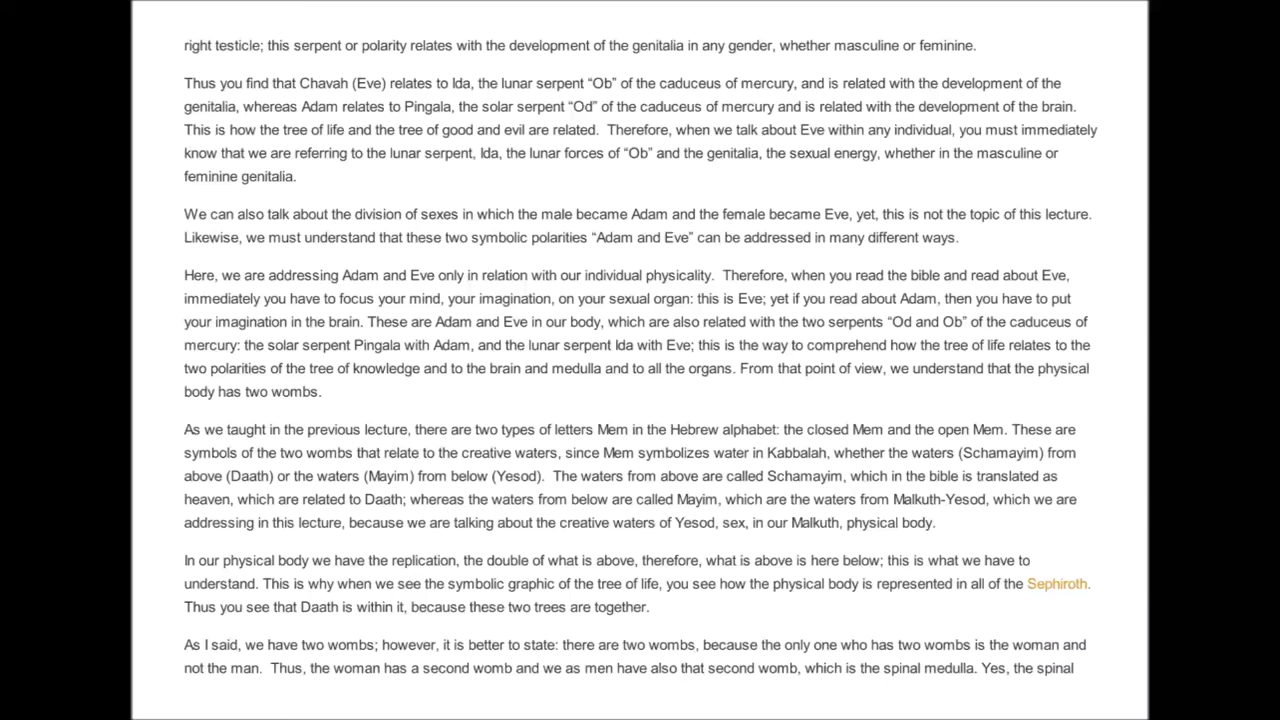 right testicle; this serpent or polarity relates with the development of the genitalia in any gender, whether masculine or feminine.
Thus you find that Chavah (Eve) relates to Ida, the lunar serpent “Ob” of the caduceus of mercury, and is related with the development of the
genitalia, whereas Adam relates to Pingala, the solar serpent “Od” of the caduceus of mercury and is related with the development of the brain.
This is how the tree of life and the tree of good and evil are related.  Therefore, when we talk about Eve within any individual, you must immediately
know that we are referring to the lunar serpent, Ida, the lunar forces of “Ob” and the genitalia, the sexual energy, whether in the masculine or
feminine genitalia.
We can also talk about the division of sexes in which the male became Adam and the female became Eve, yet, this is not the topic of this lecture.
Likewise, we must understand that these two symbolic polarities “Adam and Eve” can be addressed in many different ways.
Here, we are addressing Adam and Eve only in relation with our individual physicality.  Therefore, when you read the bible and read about Eve,
immediately you have to focus your mind, your imagination, on your sexual organ: this is Eve; yet if you read about Adam, then you have to put
your imagination in the brain. These are Adam and Eve in our body, which are also related with the two serpents “Od and Ob” of the caduceus of
mercury: the solar serpent Pingala with Adam, and the lunar serpent Ida with Eve; this is the way to comprehend how the tree of life relates to the
two polarities of the tree of knowledge and to the brain and medulla and to all the organs. From that point of view, we understand that the physical
body has two wombs.
As we taught in the previous lecture, there are two types of letters Mem in the Hebrew alphabet: the closed Mem and the open Mem. These are
symbols of the two wombs that relate to the creative waters, since Mem symbolizes water in Kabbalah, whether the waters (Schamayim) from
above (Daath) or the waters (Mayim) from below (Yesod).  The waters from above are called Schamayim, which in the bible is translated as
heaven, which are related to Daath; whereas the waters from below are called Mayim, which are the waters from Malkuth-Yesod, which we are
addressing in this lecture, because we are talking about the creative waters of Yesod, sex, in our Malkuth, physical body.
In our physical body we have the replication, the double of what is above, therefore, what is above is here below; this is what we have to
understand. This is why when we see the symbolic graphic of the tree of life, you see how the physical body is represented in all of the Sephiroth.
Thus you see that Daath is within it, because these two trees are together.
As I said, we have two wombs; however, it is better to state: there are two wombs, because the only one who has two wombs is the woman and
not the man.  Thus, the woman has a second womb and we as men have also that second womb, which is the spinal medulla. Yes, the spinal